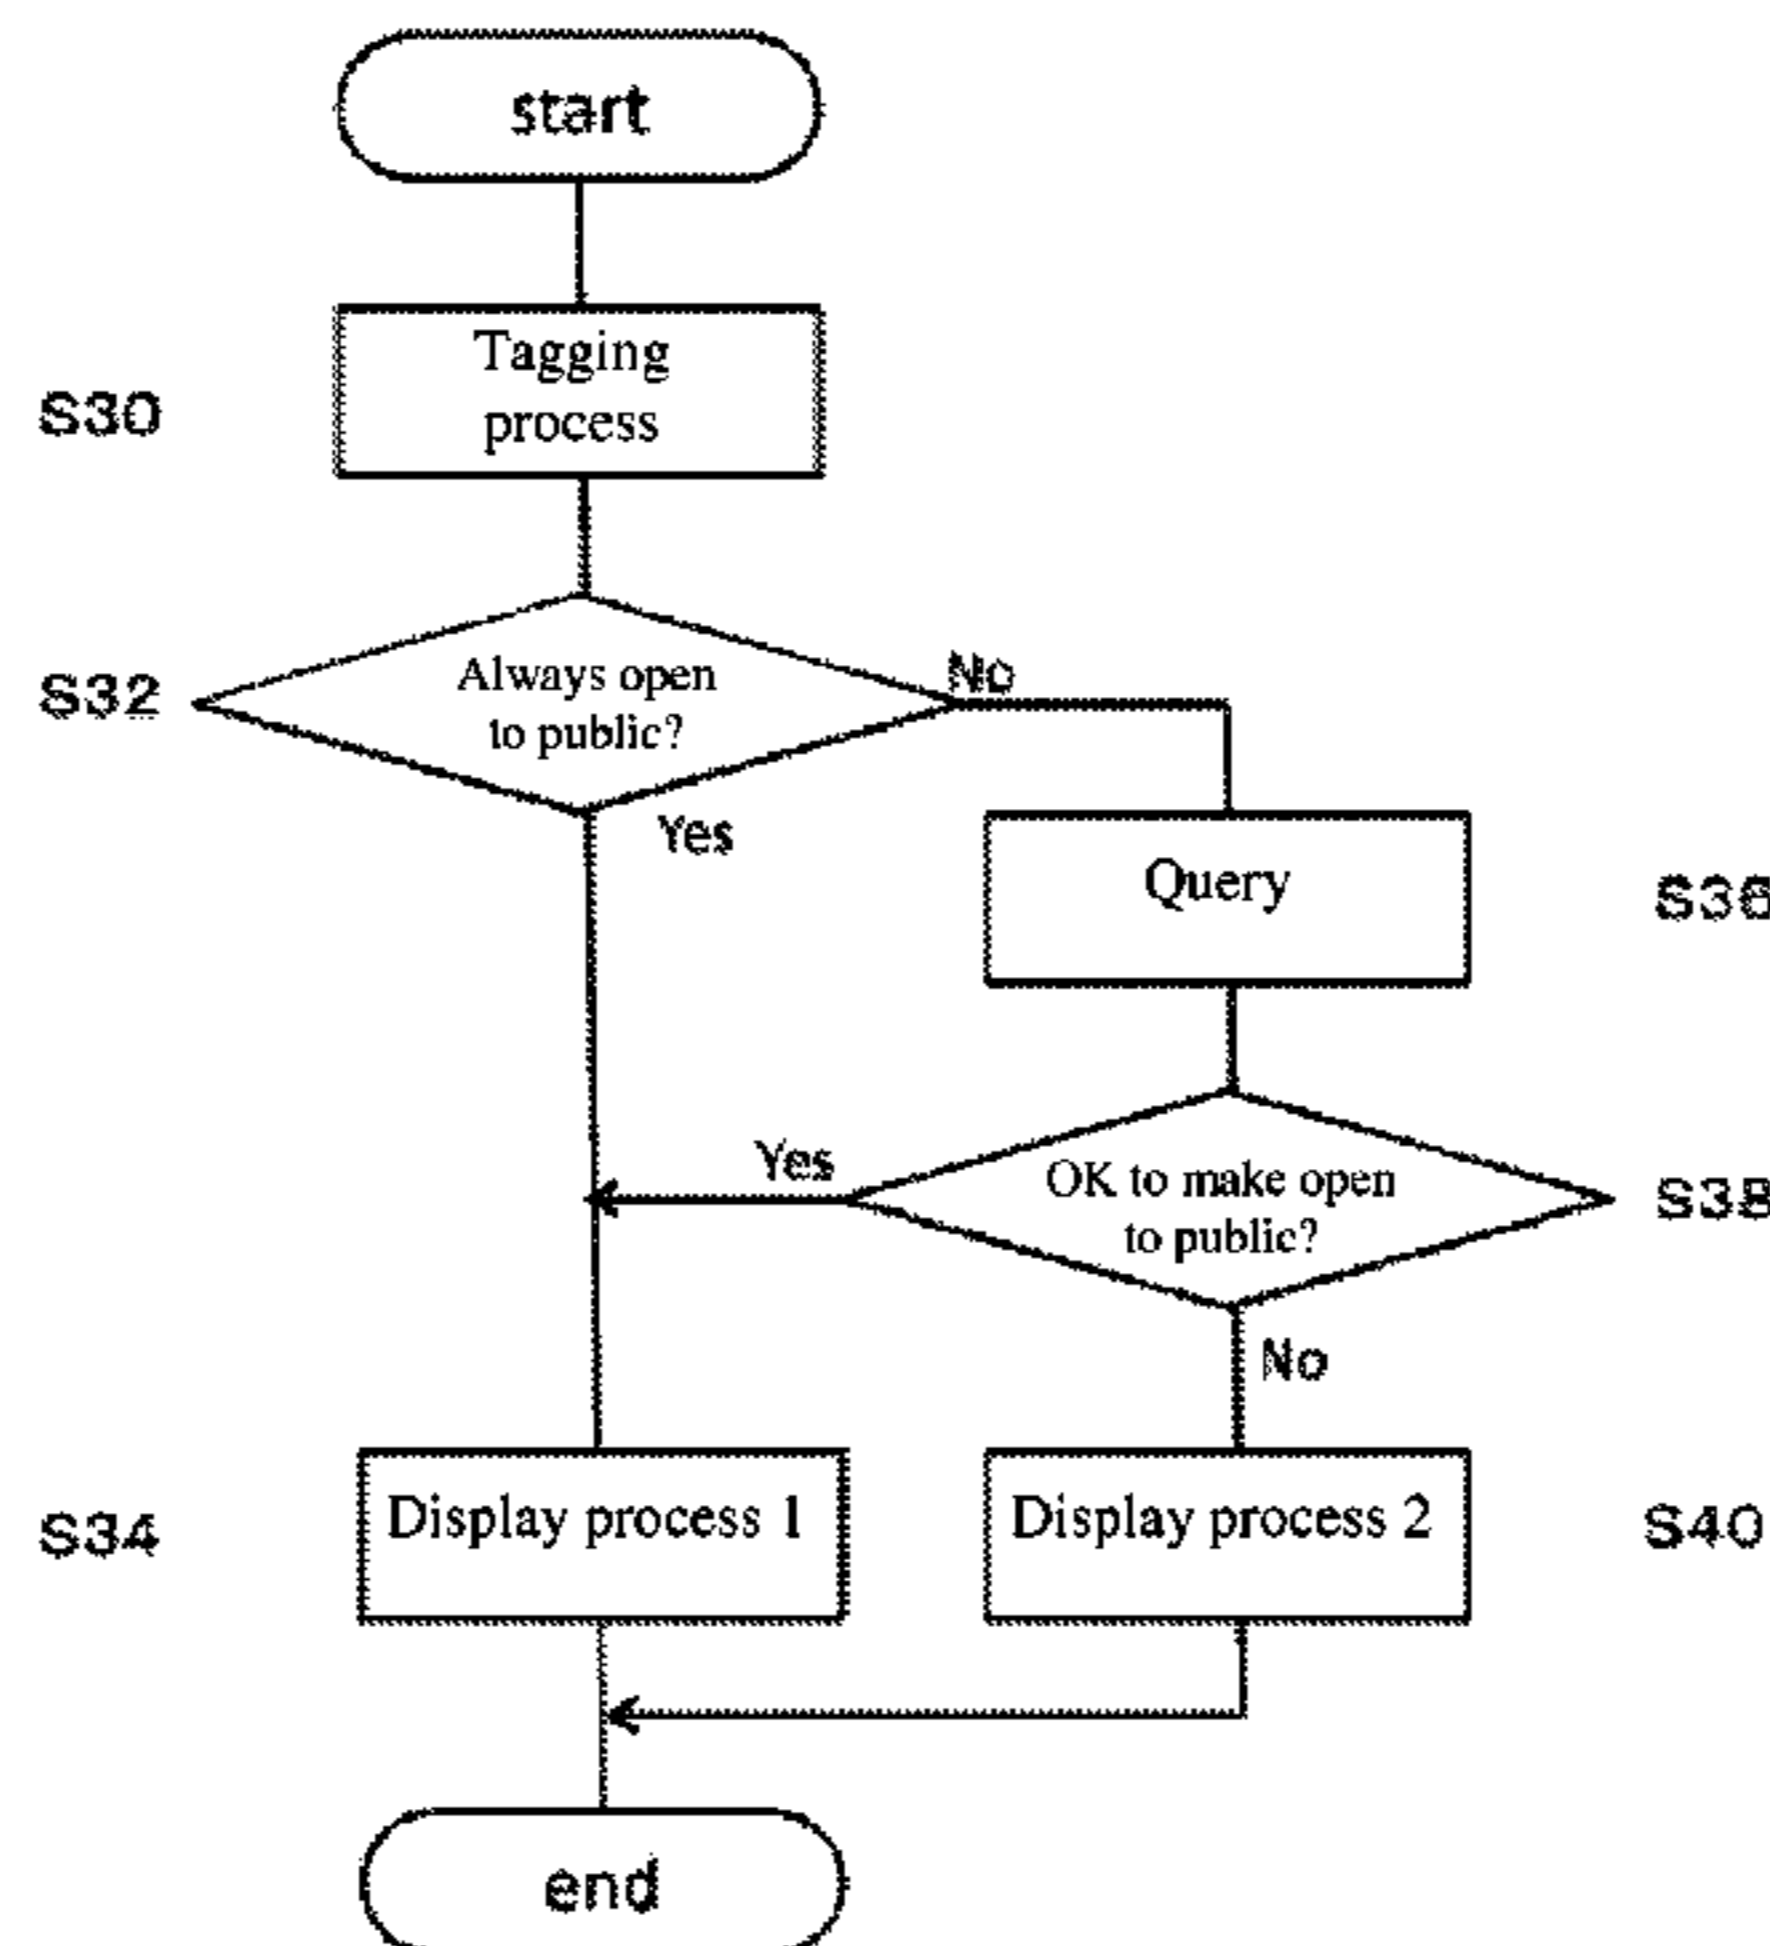 start
Tagging
process
S30
Always open
to public?
S32
No
Yes
Query
S36
OK to make open
to public?
S38
Yes
No
Display process 1
S34
Display process 2
S40
end